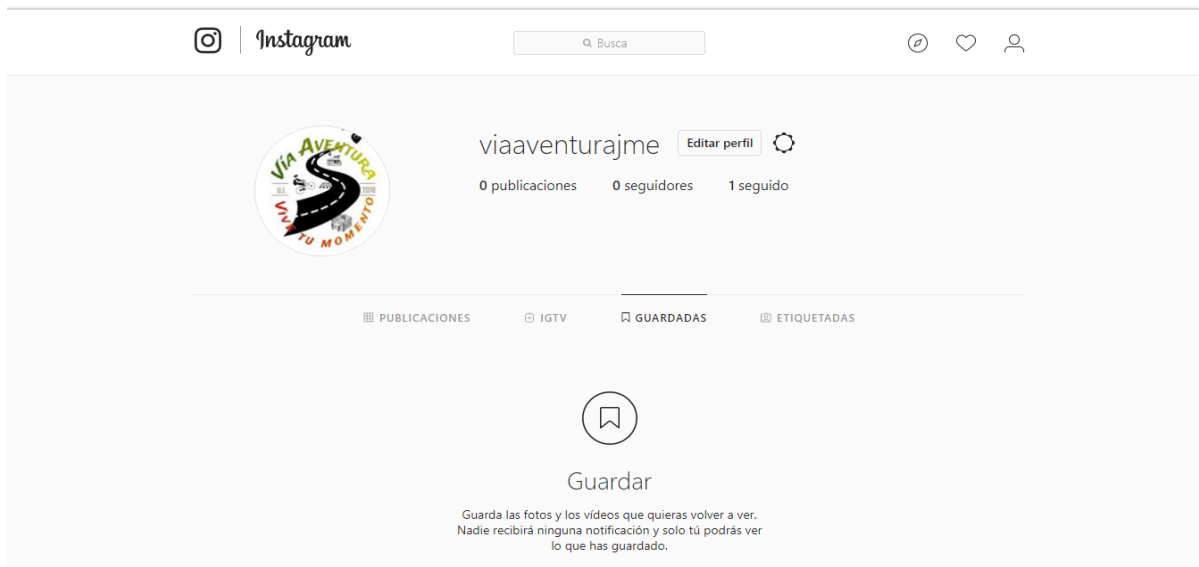 Instagram
Busca
VÍA AVENTURA
U.E. 2018
VIVE TU MOMENTO
viaaventurajme Editar perfil
0 publicaciones 0 seguidores 1 seguido
PUBLICACIONES IGTV GUARDADAS ETIQUETADAS
Guardar
Guarda las fotos y los vídeos que quieras volver a ver.
Nadie recibirá ninguna notificación y solo tú podrás ver
lo que has guardado.